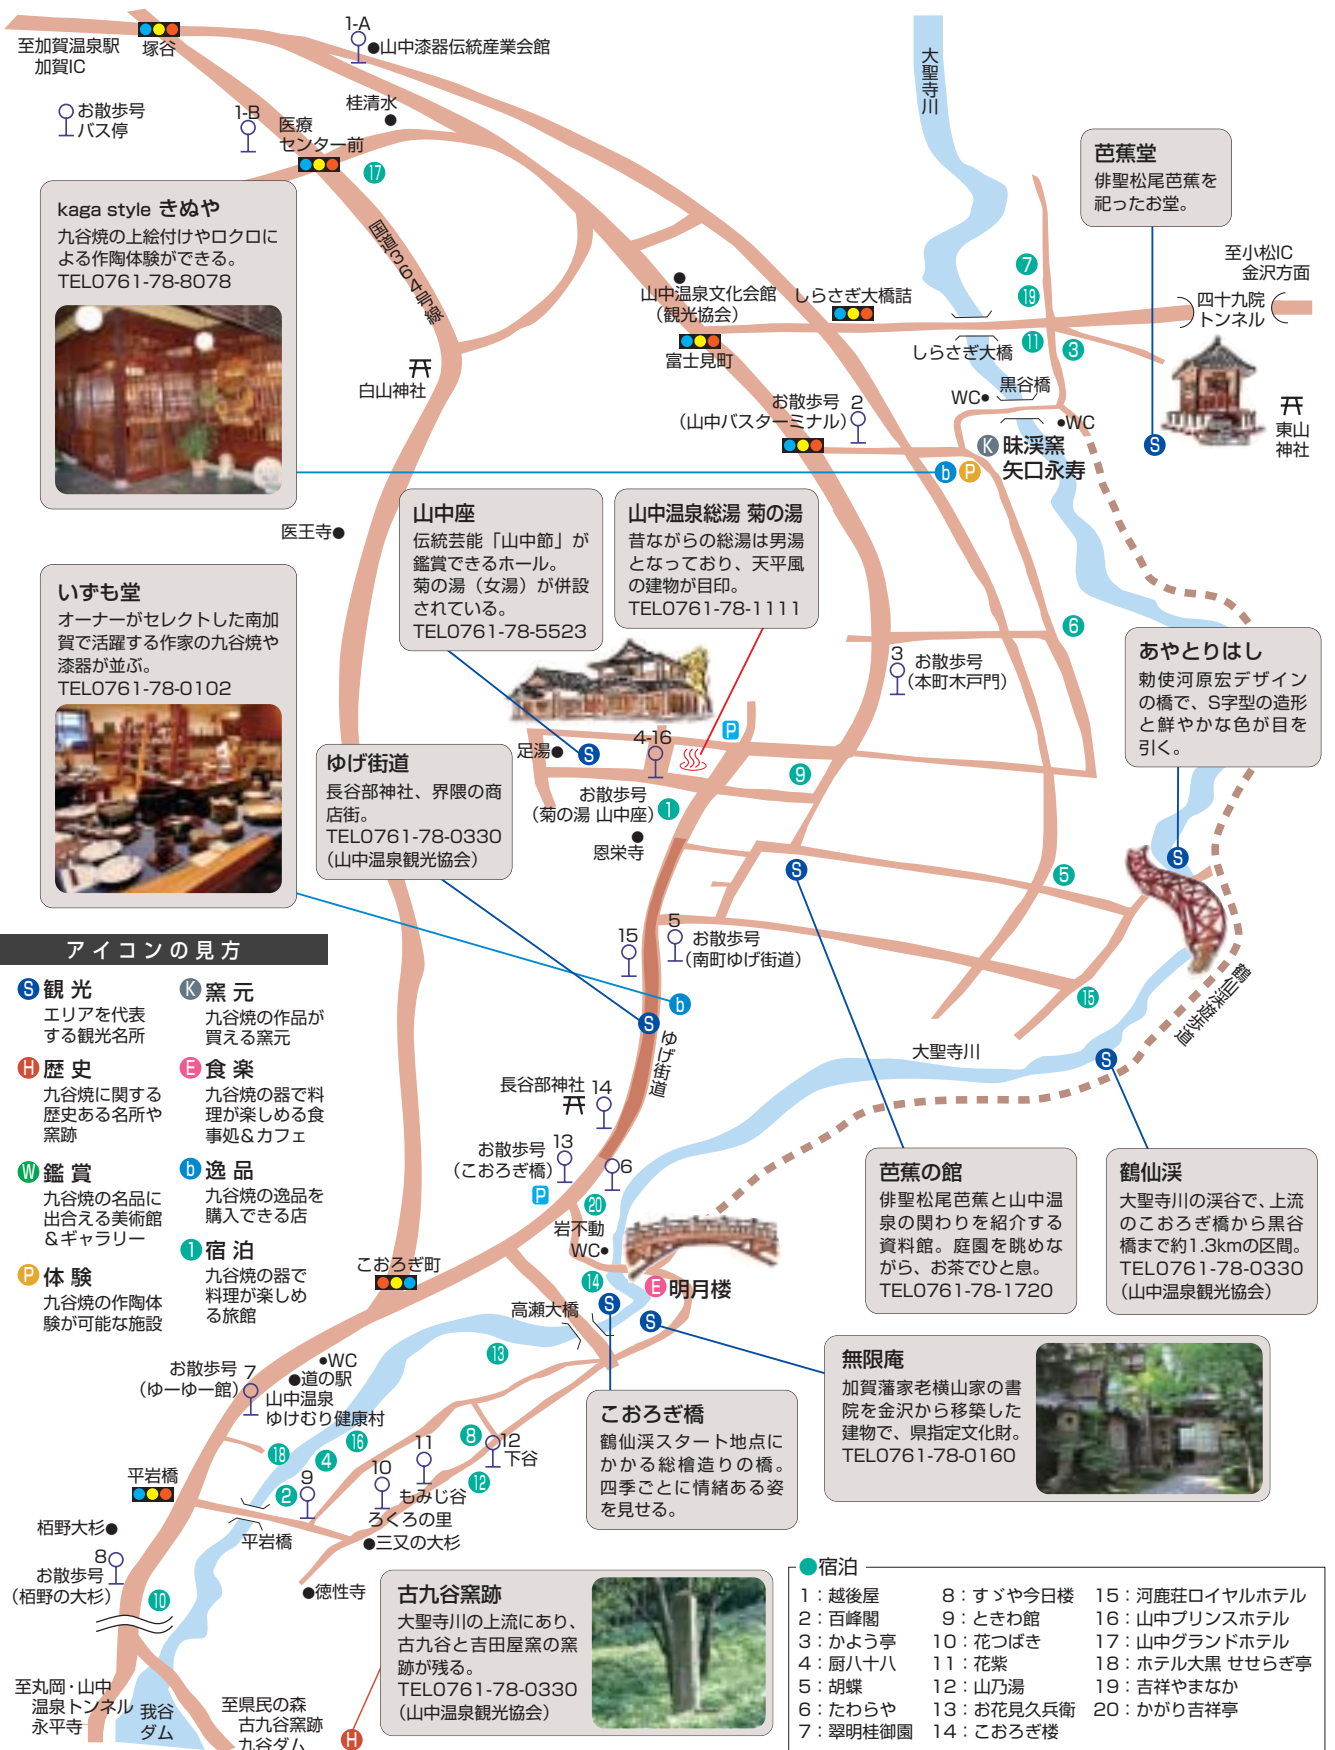 至加賀温泉駅
加賀IC
塚谷
1-A
山中漆器伝統産業会館
お散歩号
バス停
1-B
医療
センター前
桂清水
17
大聖寺川
芭蕉堂
俳聖松尾芭蕉を
祀ったお堂。
kaga style きぬや
九谷焼の上絵付けやロクロに
よる作陶体験ができる。
TEL0761-78-8078
国道364号線
白山神社
山中温泉文化会館
(観光協会)
富士見町
しらさぎ大橋詰
しらさぎ大橋
7
19
11
3
至小松IC
金沢方面
四十九院
トンネル
黒谷橋
WC
WC
東山
神社
S
お散歩号
(山中バスターミナル)
2
K 昧渓窯
矢口永寿
b P
医王寺
山中座
伝統芸能「山中節」が
鑑賞できるホール。
菊の湯（女湯）が併設
されている。
TEL0761-78-5523
山中温泉総湯 菊の湯
昔ながらの総湯は男湯
となっており、天平風
の建物が目印。
TEL0761-78-1111
いずも堂
オーナーがセレクトした南加
賀で活躍する作家の九谷焼や
漆器が並ぶ。
TEL0761-78-0102
6
3
お散歩号
(本町木戸門)
あやとりはし
勅使河原宏デザイン
の橋で、S字型の造形
と鮮やかな色が目を
引く。
足湯
S
4-16
P
お散歩号
(菊の湯 山中座)
1
9
恩栄寺
ゆげ街道
長谷部神社、界隈の商
店街。
TEL0761-78-0330
(山中温泉観光協会)
S
S
5
15
5
お散歩号
(南町ゆげ街道)
15
b
S
ゆげ街道
鶴仙渓遊歩道
大聖寺川
S
アイコンの見方
S 観光
エリアを代表
する観光名所
H 歴史
九谷焼に関する
歴史ある名所や
窯跡
W 鑑賞
九谷焼の名品に
出合える美術館
＆ギャラリー
P 体験
九谷焼の作陶体
験が可能な施設
K 窯元
九谷焼の作品が
買える窯元
E 食楽
九谷焼の器で料
理が楽しめる食
事処＆カフェ
b 逸品
九谷焼の逸品を
購入できる店
1 宿泊
九谷焼の器で
料理が楽しめ
る旅館
長谷部神社
14
お散歩号
(こおろぎ橋)
13
6
P
20
岩不動
WC
14
E 明月楼
S
S
こおろぎ町
高瀬大橋
芭蕉の館
俳聖松尾芭蕉と山中温
泉の関わりを紹介する
資料館。庭園を眺めな
がら、お茶でひと息。
TEL0761-78-1720
鶴仙渓
大聖寺川の渓谷で、上流
のこおろぎ橋から黒谷
橋まで約1.3kmの区間。
TEL0761-78-0330
(山中温泉観光協会)
無限庵
加賀藩家老横山家の書
院を金沢から移築した
建物で、県指定文化財。
TEL0761-78-0160
こおろぎ橋
鶴仙渓スタート地点に
かかる総檜造りの橋。
四季ごとに情緒ある姿
を見せる。
13
お散歩号
(ゆーゆー館)
7
WC
道の駅
山中温泉
ゆけむり健康村
18
4
16
2
9
10
11
8
12
下谷
12
もみじ谷
ろくろの里
三又の大杉
平岩橋
平岩橋
栢野大杉
8
お散歩号
(栢野の大杉)
10
徳性寺
古九谷窯跡
大聖寺川の上流にあり、
古九谷と吉田屋窯の窯
跡が残る。
TEL0761-78-0330
(山中温泉観光協会)
至丸岡・山中
温泉トンネル
永平寺
我谷
ダム
至県民の森
古九谷窯跡
九谷ダム
H
宿泊
1：越後屋
2：百峰閣
3：かよう亭
4：厨八十八
5：胡蝶
6：たわらや
7：翠明桂御園
8：すゞや今日楼
9：ときわ館
10：花つばき
11：花紫
12：山乃湯
13：お花見久兵衛
14：こおろぎ楼
15：河鹿荘ロイヤルホテル
16：山中プリンスホテル
17：山中グランドホテル
18：ホテル大黒 せせらぎ亭
19：吉祥やまなか
20：かがり吉祥亭